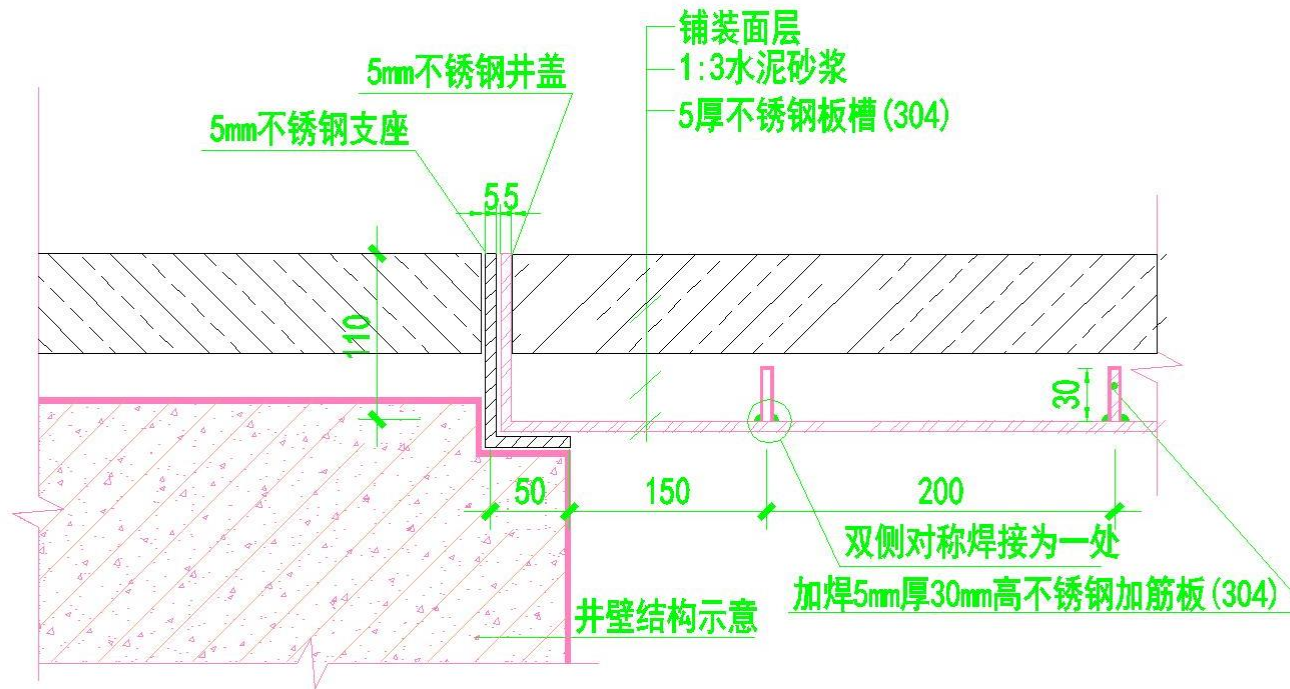 铺装面层
1:3水泥砂浆
5厚不锈钢板槽(304)
5mm不锈钢井盖
5mm不锈钢支座
55
110
30
50
150
200
双侧对称焊接为一处
加焊5mm厚30mm高不锈钢加筋板(304)
井壁结构示意